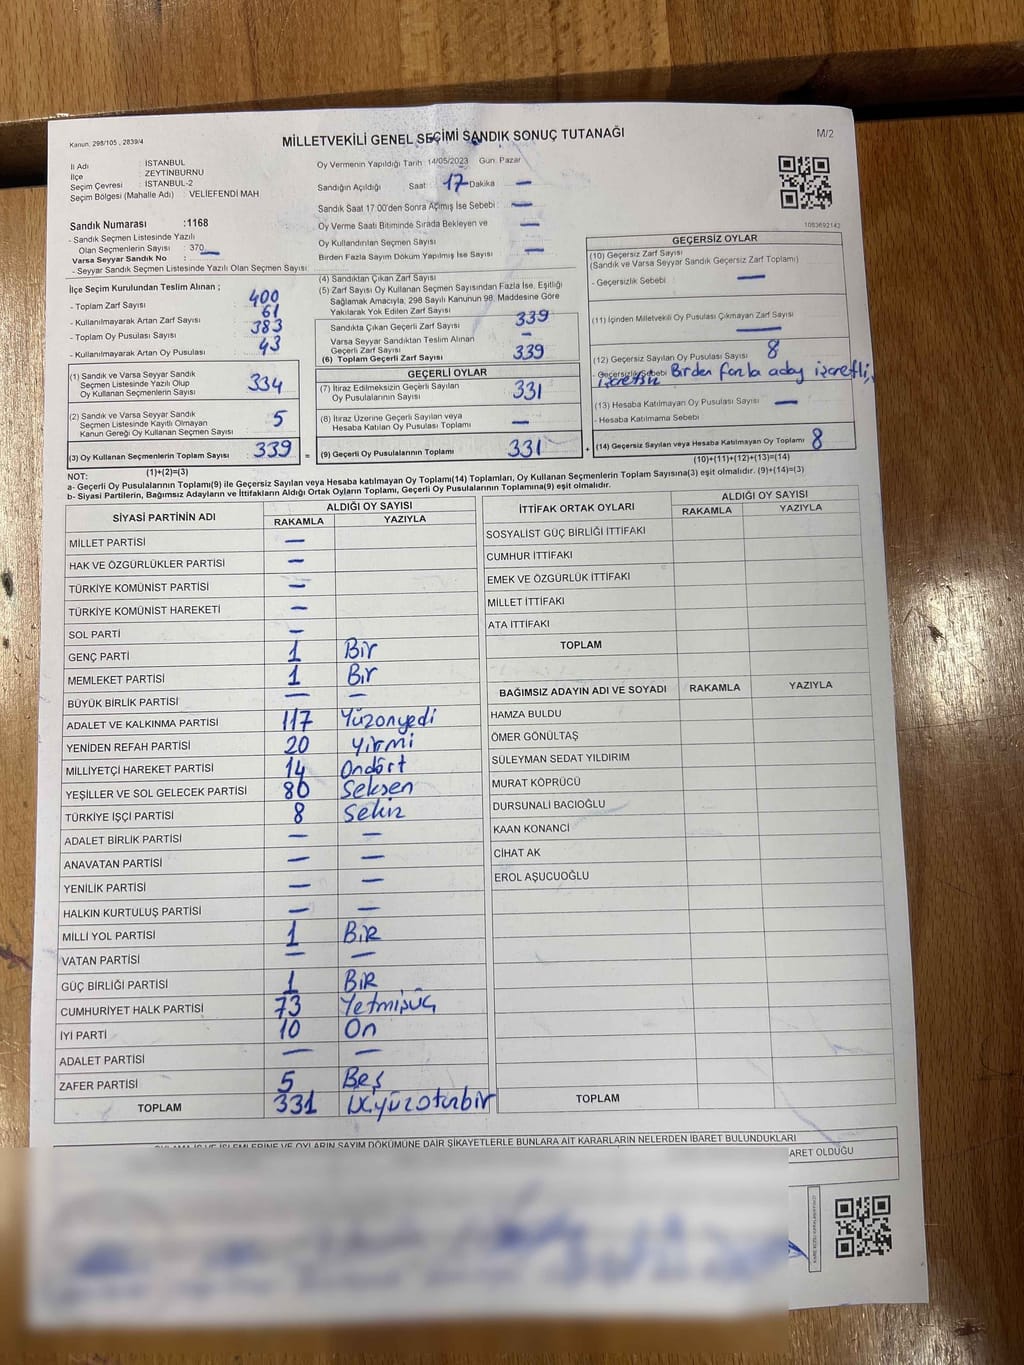 Kanun, 298/105 , 2839/4
MİLLETVEKİLİ GENEL SEÇİMİ SANDIK SONUÇ TUTANAĞI
M/2
İl Adı : İSTANBUL
İlçe : ZEYTİNBURNU
Seçim Çevresi : İSTANBUL-2
Seçim Bölgesi (Mahalle Adı) : VELİEFENDİ MAH
Oy Vermenin Yapıldığı Tarih 14/05/2023 Gün: Pazar
Sandığın Açıldığı Saat : 17 Dakika : —
Sandık Saat 17:00'den Sonra Açılmış İse Sebebi : —
Oy Verme Saati Bitiminde Sırada Bekleyen ve —
Oy Kullandırılan Seçmen Sayısı
Birden Fazla Sayım Döküm Yapılmış İse Sayısı : —
Sandık Numarası :1168
- Sandık Seçmen Listesinde Yazılı
Olan Seçmenlerin Sayısı : 370
Varsa Seyyar Sandık No :
- Seyyar Sandık Seçmen Listesinde Yazılı Olan Seçmen Sayısı:
1083692142
İlçe Seçim Kurulundan Teslim Alınan ;
- Toplam Zarf Sayısı : 400
- Kullanılmayarak Artan Zarf Sayısı : 61
- Toplam Oy Pusulası Sayısı : 383
- Kullanılmayarak Artan Oy Pusulası : 43
(1) Sandık ve Varsa Seyyar Sandık
Seçmen Listesinde Yazılı Olup
Oy Kullanan Seçmenlerin Sayısı 334
(2) Sandık ve Varsa Seyyar Sandık
Seçmen Listesinde Kayıtlı Olmayan
Kanun Gereği Oy Kullanan Seçmen Sayısı 5
(3) Oy Kullanan Seçmenlerin Toplam Sayısı 339
(1)+(2)=(3)
(4) Sandıktan Çıkan Zarf Sayısı
(5) Zarf Sayısı Oy Kullanan Seçmen Sayısından Fazla İse, Eşitliği
Sağlamak Amacıyla, 298 Sayılı Kanunun 98. Maddesine Göre
Yakılarak Yok Edilen Zarf Sayısı
Sandıkta Çıkan Geçerli Zarf Sayısı 339
Varsa Seyyar Sandıktan Teslim Alınan
Geçerli Zarf Sayısı —
(6) Toplam Geçerli Zarf Sayısı 339
GEÇERLİ OYLAR
(7) İtiraz Edilmeksizin Geçerli Sayılan
Oy Pusulalarının Sayısı 331
(8) İtiraz Üzerine Geçerli Sayılan veya
Hesaba Katılan Oy Pusulası Toplamı —
= (9) Geçerli Oy Pusulalarının Toplamı 331
GEÇERSİZ OYLAR
(10) Geçersiz Zarf Sayısı
(Sandık ve Varsa Seyyar Sandık Geçersiz Zarf Toplamı)
- Geçersizlik Sebebi —
(11) İçinden Milletvekili Oy Pusulası Çıkmayan Zarf Sayısı
—
(12) Geçersiz Sayılan Oy Pusulası Sayısı 8
- Geçersizlik Sebebi Birden fazla aday işaretli,
(13) Hesaba Katılmayan Oy Pusulası Sayısı —
- Hesaba Katılmama Sebebi
+ (14) Geçersiz Sayılan veya Hesaba Katılmayan Oy Toplamı 8
(10)+(11)+(12)+(13)=(14)
NOT:
a- Geçerli Oy Pusulalarının Toplamı(9) ile Geçersiz Sayılan veya Hesaba katılmayan Oy Toplamı(14) Toplamları, Oy Kullanan Seçmenlerin Toplam Sayısına(3) eşit olmalıdır. (9)+(14)=(3)
b- Siyasi Partilerin, Bağımsız Adayların ve İttifakların Aldığı Ortak Oyların Toplamı, Geçerli Oy Pusulalarının Toplamına(9) eşit olmalıdır.
SİYASİ PARTİNİN ADI
ALDIĞI OY SAYISI
RAKAMLA YAZIYLA
MİLLET PARTİSİ —
HAK VE ÖZGÜRLÜKLER PARTİSİ —
TÜRKİYE KOMÜNİST PARTİSİ —
TÜRKİYE KOMÜNİST HAREKETİ —
SOL PARTİ —
GENÇ PARTİ 1 Bir
MEMLEKET PARTİSİ 1 Bir
BÜYÜK BİRLİK PARTİSİ — —
ADALET VE KALKINMA PARTİSİ 117 Yüzonyedi
YENİDEN REFAH PARTİSİ 20 Yirmi
MİLLİYETÇİ HAREKET PARTİSİ 14 Ondört
YEŞİLLER VE SOL GELECEK PARTİSİ 80 Seksen
TÜRKİYE İŞÇİ PARTİSİ 8 Sekiz
ADALET BİRLİK PARTİSİ — —
ANAVATAN PARTİSİ — —
YENİLİK PARTİSİ — —
HALKIN KURTULUŞ PARTİSİ — —
MİLLİ YOL PARTİSİ 1 BiR
VATAN PARTİSİ — —
GÜÇ BİRLİĞİ PARTİSİ 1 BiR
CUMHURİYET HALK PARTİSİ 73 Yetmişüç
İYİ PARTİ 10 On
ADALET PARTİSİ — —
ZAFER PARTİSİ 5 Beş
TOPLAM 331 Üçyüzotuzbir
İTTİFAK ORTAK OYLARI
ALDIĞI OY SAYISI
RAKAMLA YAZIYLA
SOSYALİST GÜÇ BİRLİĞİ İTTİFAKI
CUMHUR İTTİFAKI
EMEK VE ÖZGÜRLÜK İTTİFAKI
MİLLET İTTİFAKI
ATA İTTİFAKI
TOPLAM
BAĞIMSIZ ADAYIN ADI VE SOYADI RAKAMLA YAZIYLA
HAMZA BULDU
ÖMER GÖNÜLTAŞ
SÜLEYMAN SEDAT YILDIRIM
MURAT KÖPRÜCÜ
DURSUNALİ BACIOĞLU
KAAN KONANCİ
CİHAT AK
EROL AŞUCUOĞLU
TOPLAM
İŞLEMLERİNE VE OYLARIN SAYIM DÖKÜMÜNE DAİR ŞİKAYETLERLE BUNLARA AİT KARARLARIN NELERDEN İBARET BULUNDUKLARI
ARET OLDUĞU